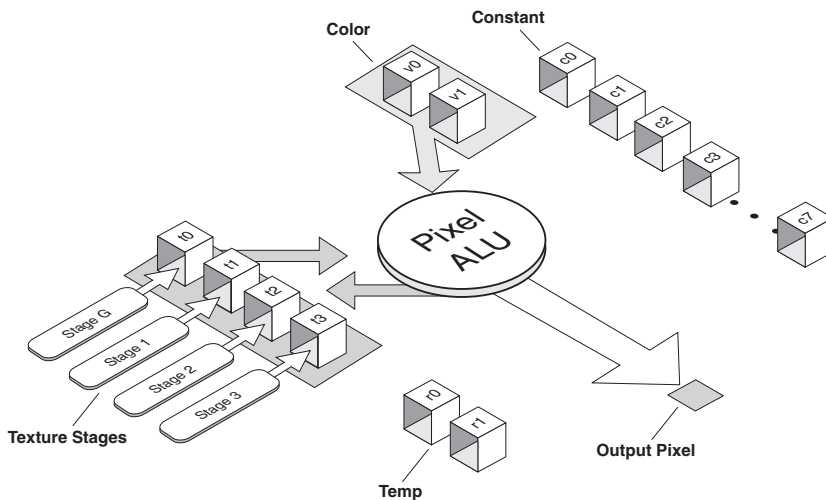 Constant
Color
v0
v1
c0
c1
c2
c3
c7
Pixel
ALU
t0
t1
t2
t3
Stage G
Stage 1
Stage 2
Stage 3
Texture Stages
r0
r1
Temp
Output Pixel